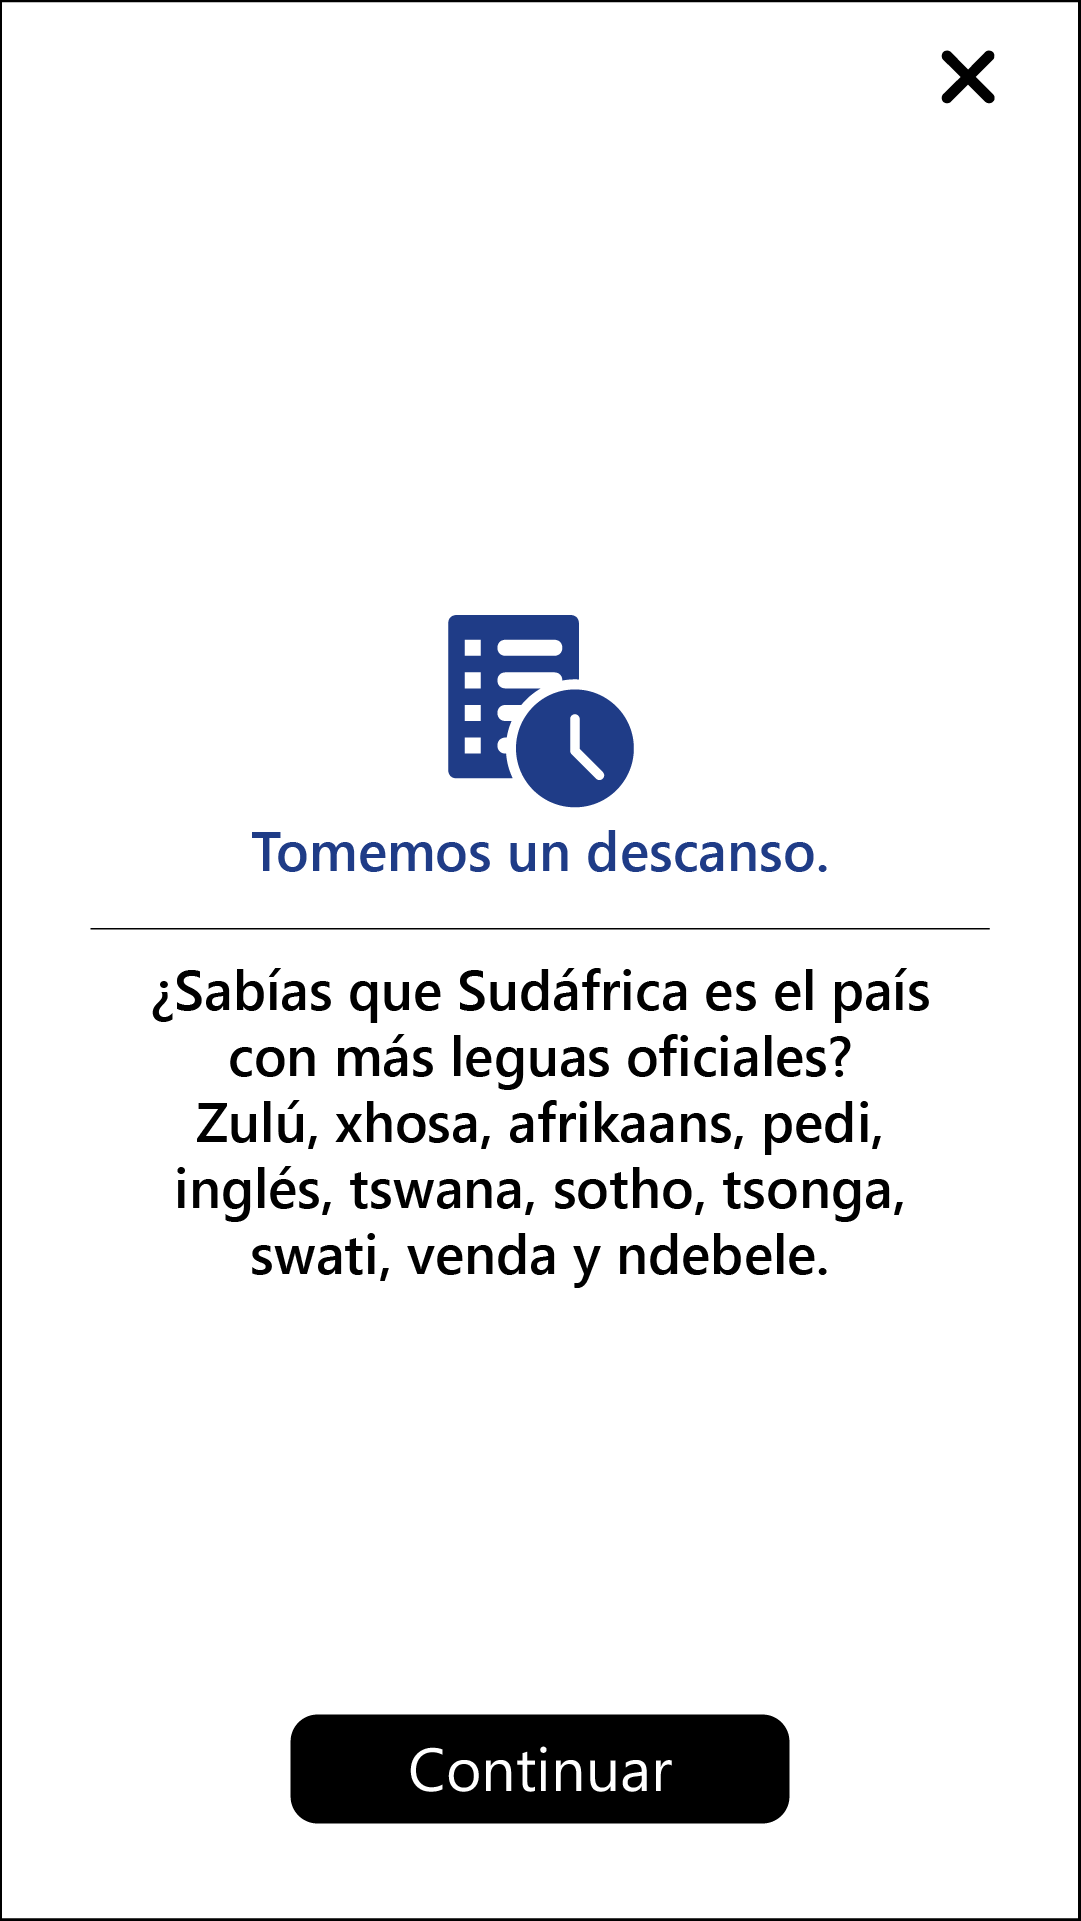 Tomemos un descanso.
¿Sabías que Sudáfrica es el país
con más leguas oficiales?
Zulú, xhosa, afrikaans, pedi,
inglés, tswana, sotho, tsonga,
swati, venda y ndebele.
Continuar